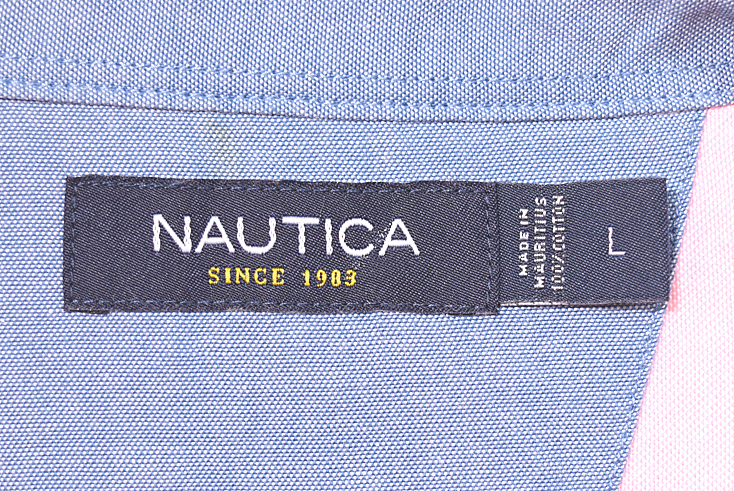 NAUTICA
SINCE 1983
MADE IN
MAURITIUS
100% COTTON
L